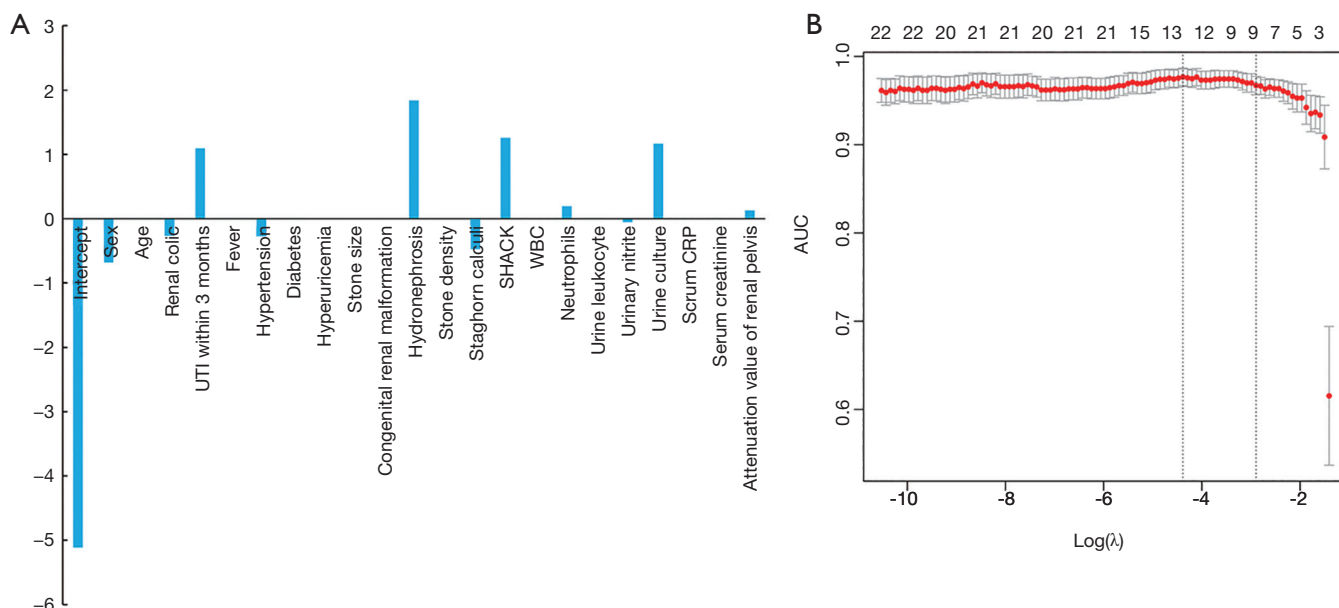 A
3
2
1
0
−1
−2
−3
−4
−5
−6
Intercept
Sex
Age
Renal colic
UTI within 3 months
Fever
Hypertension
Diabetes
Hyperuricemia
Stone size
Congenital renal malformation
Hydronephrosis
Stone density
Staghorn calculi
SHACK
WBC
Neutrophils
Urine leukocyte
Urinary nitrite
Urine culture
Scrum CRP
Serum creatinine
Attenuation value of renal pelvis
B
22 22 20 21 21 20 21 21 15 13 12 9 9 7 5 3
1.0
0.9
0.8
0.7
0.6
AUC
-10 -8 -6 -4 -2
Log(λ)